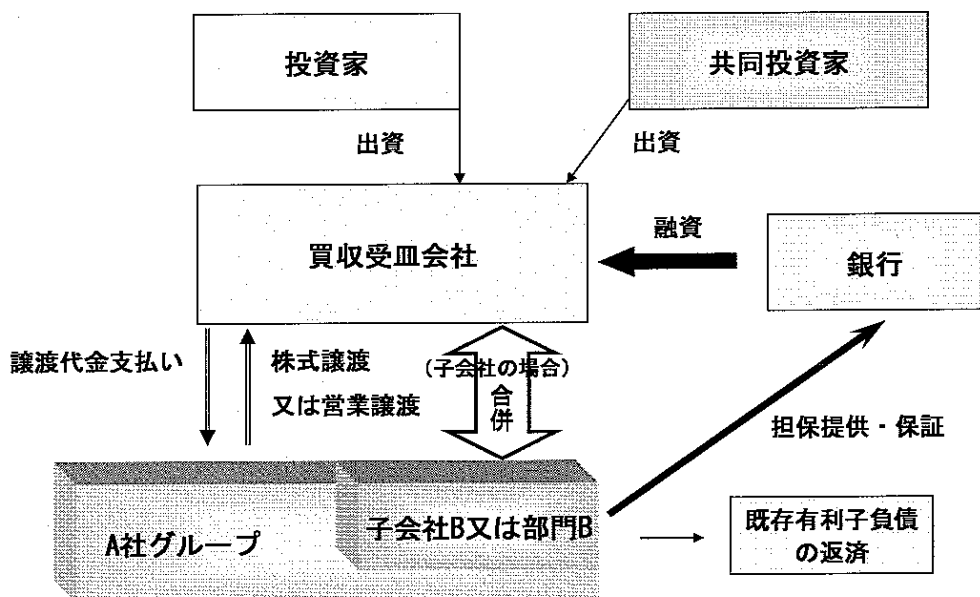 投資家
共同投資家
出資
出資
買収受皿会社
融資
銀行
譲渡代金支払い
株式譲渡
又は営業譲渡
(子会社の場合)
合併
担保提供・保証
A社グループ
子会社B又は部門B
既存有利子負債
の返済